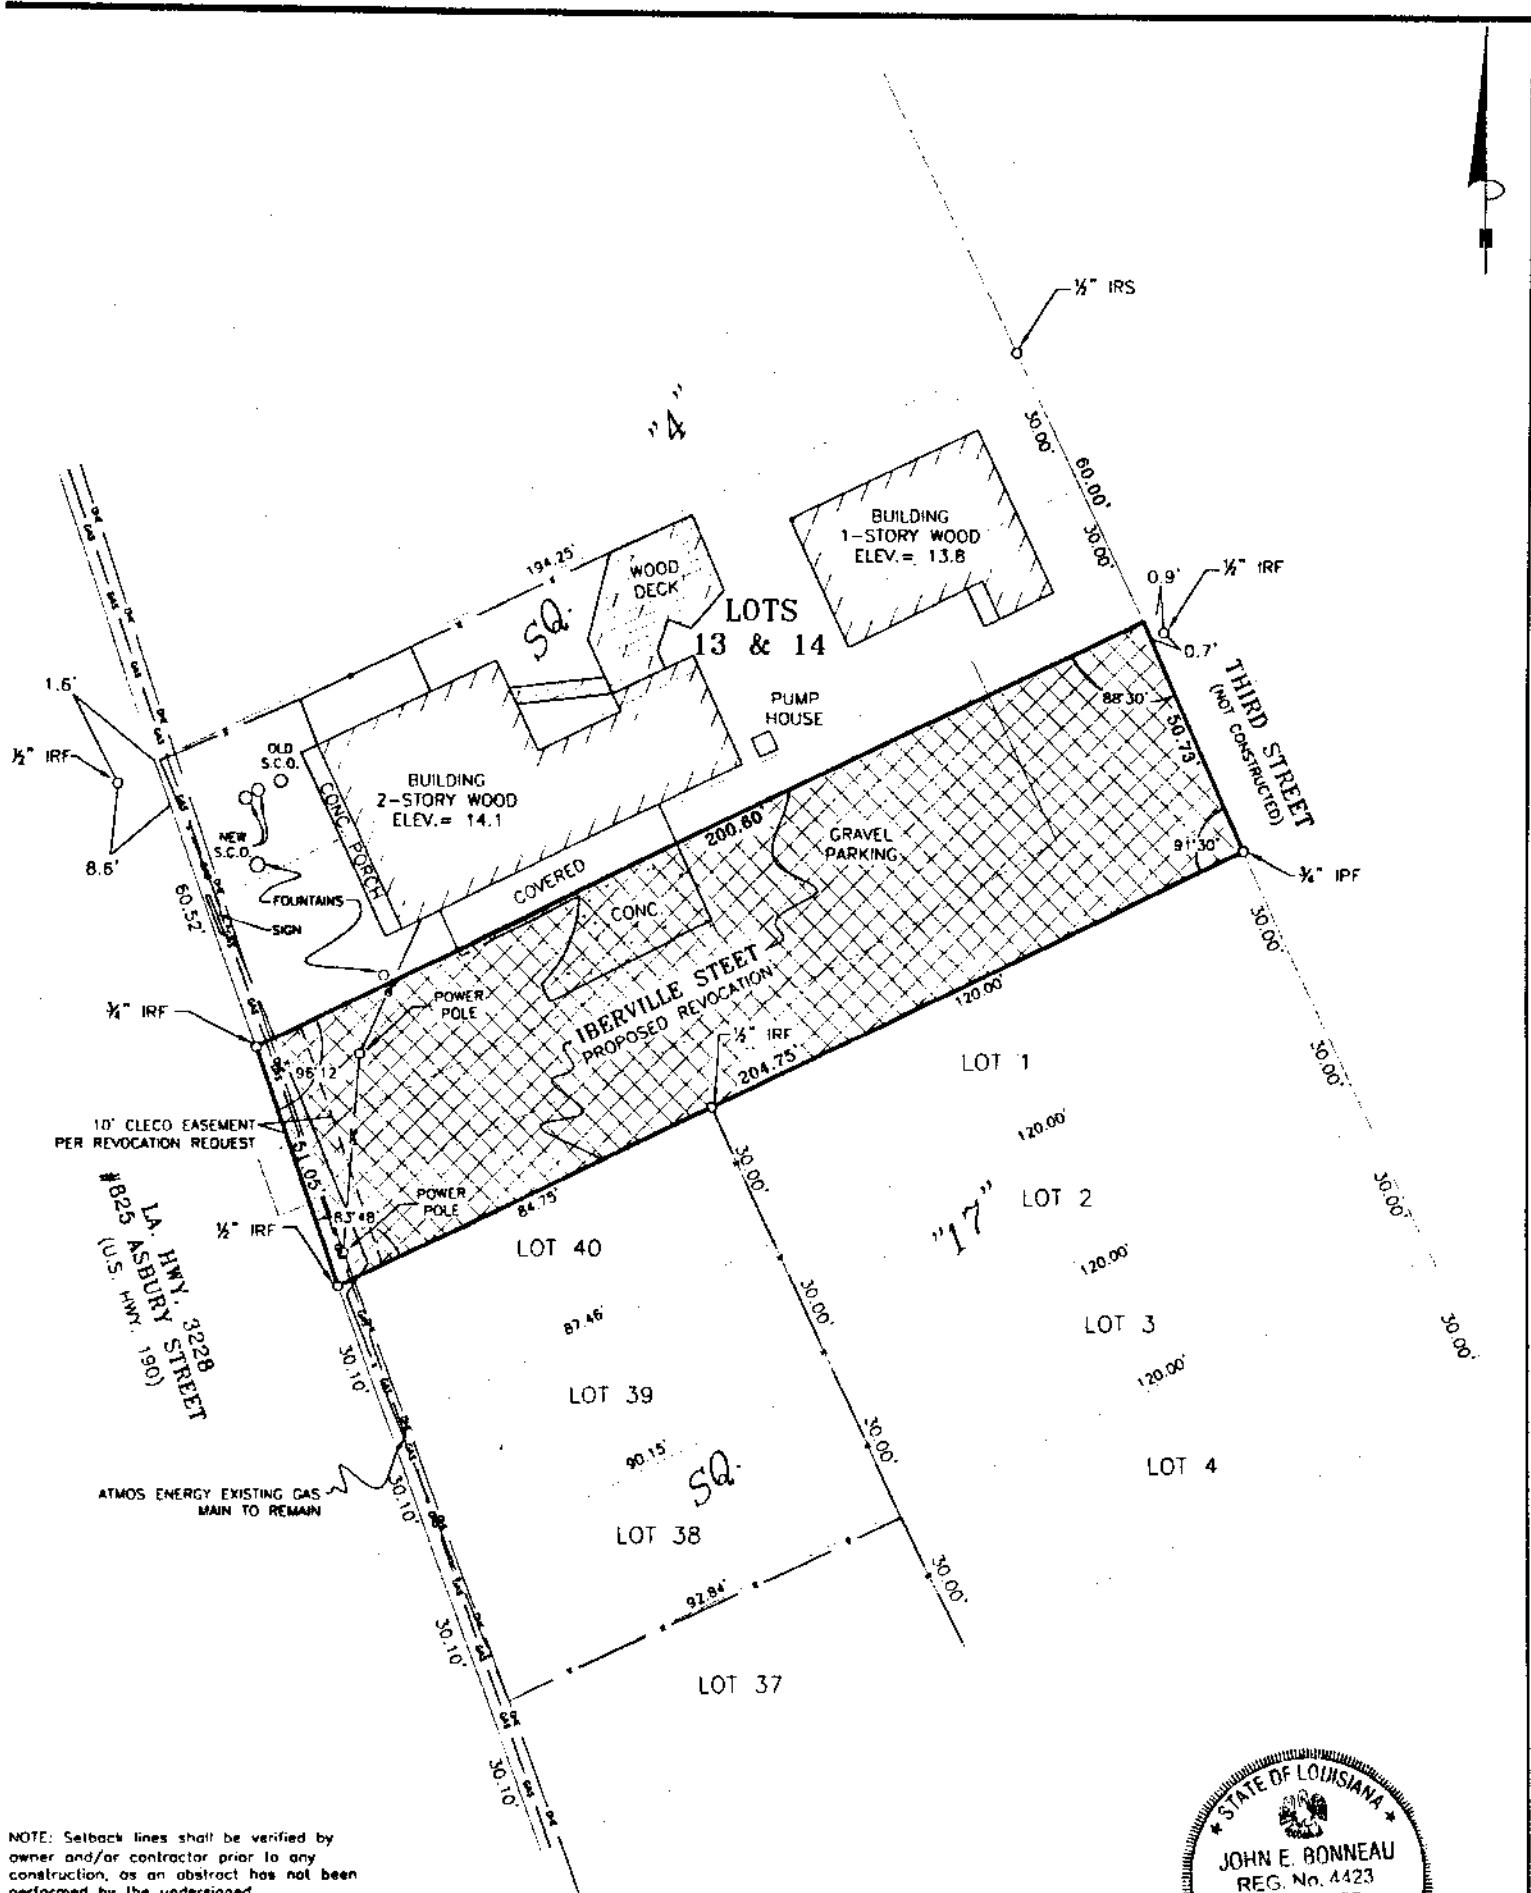 N
½" IRS
"4"
30.00'
60.00'
30.00'
BUILDING
1-STORY WOOD
ELEV.= 13.8
194.25'
WOOD
DECK
SQ.
LOTS
13 & 14
0.9'
½" IRF
0.7'
THIRD STREET
(NOT CONSTRUCTED)
1.6'
½" IRF
8.6'
OLD
S.C.O.
NEW
S.C.O.
BUILDING
2-STORY WOOD
ELEV.= 14.1
CONC. PORCH
PUMP
HOUSE
88°30'
50.73'
91°30'
¾" IPF
60.52'
FOUNTAINS
SIGN
COVERED
CONC.
200.60'
GRAVEL
PARKING
¾" IRF
POWER
POLE
IBERVILLE STEET
PROPOSED REVOCATION
½" IRF
120.00'
204.75'
30.00'
96°12'
10' CLECO EASEMENT
PER REVOCATION REQUEST
51.05'
83°48'
POWER
POLE
½" IRF
84.75'
LA. HWY. 3228
#825 ASBURY STREET
(U.S. HWY. 190)
LOT 1
120.00'
30.00'
30.00'
LOT 2
"17"
LOT 40
120.00'
30.00'
87.46'
30.00'
LOT 3
30.00'
30.10'
LOT 39
120.00'
90.15'
SQ.
30.00'
LOT 4
ATMOS ENERGY EXISTING GAS
MAIN TO REMAIN
30.10'
LOT 38
92.84'
30.00'
30.10'
LOT 37
30.10'
GAS
OHE
NOTE: Setback lines shall be verified by
owner and/or contractor prior to any
construction, as an abstract has not been
performed by the undersigned
STATE OF LOUISIANA
JOHN E. BONNEAU
REG. No. 4423